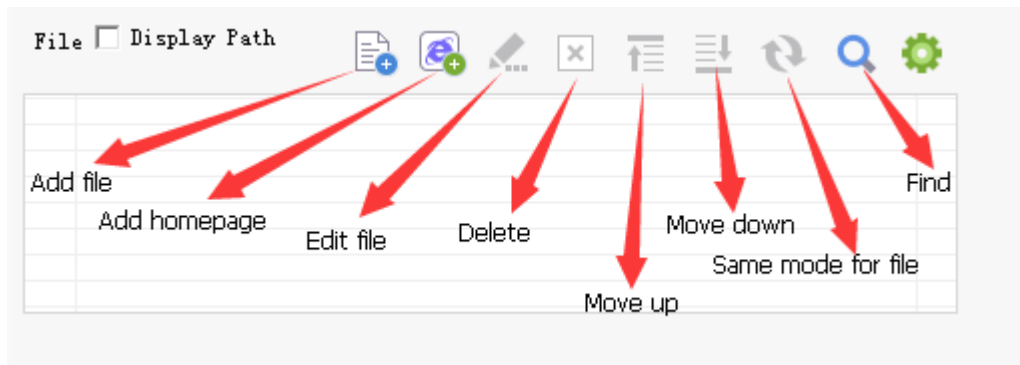 File Display Path
Add file
Find
Add homepage
Edit file
Delete
Move down
Same mode for file
Move up